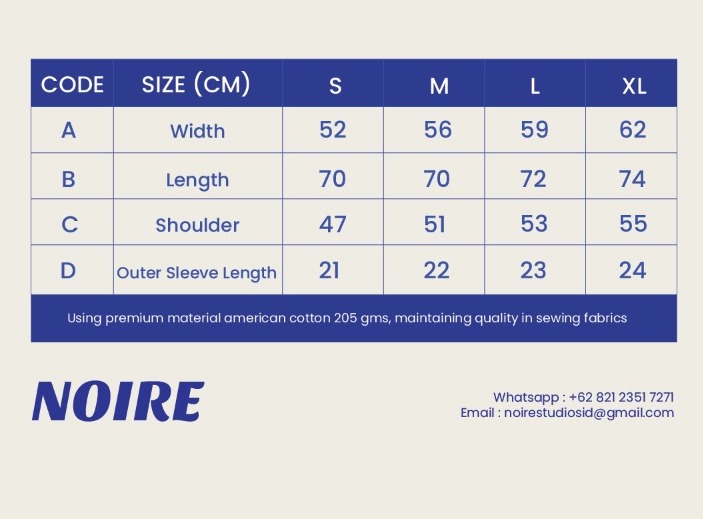 CODE SIZE (CM) S M L XL
A Width 52 56 59 62
B Length 70 70 72 74
C Shoulder 47 51 53 55
D Outer Sleeve Length 21 22 23 24
Using premium material american cotton 205 gms, maintaining quality in sewing fabrics
NOIRE
Whatsapp : +62 821 2351 7271
Email : noirestudiosid@gmail.com